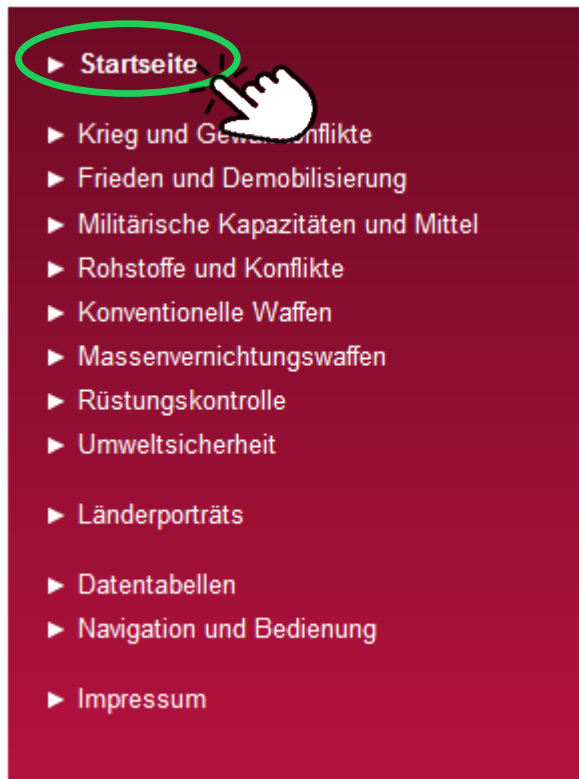 ► Startseite
► Krieg und Gewaltkonflikte
► Frieden und Demobilisierung
► Militärische Kapazitäten und Mittel
► Rohstoffe und Konflikte
► Konventionelle Waffen
► Massenvernichtungswaffen
► Rüstungskontrolle
► Umweltsicherheit
► Länderporträts
► Datentabellen
► Navigation und Bedienung
► Impressum